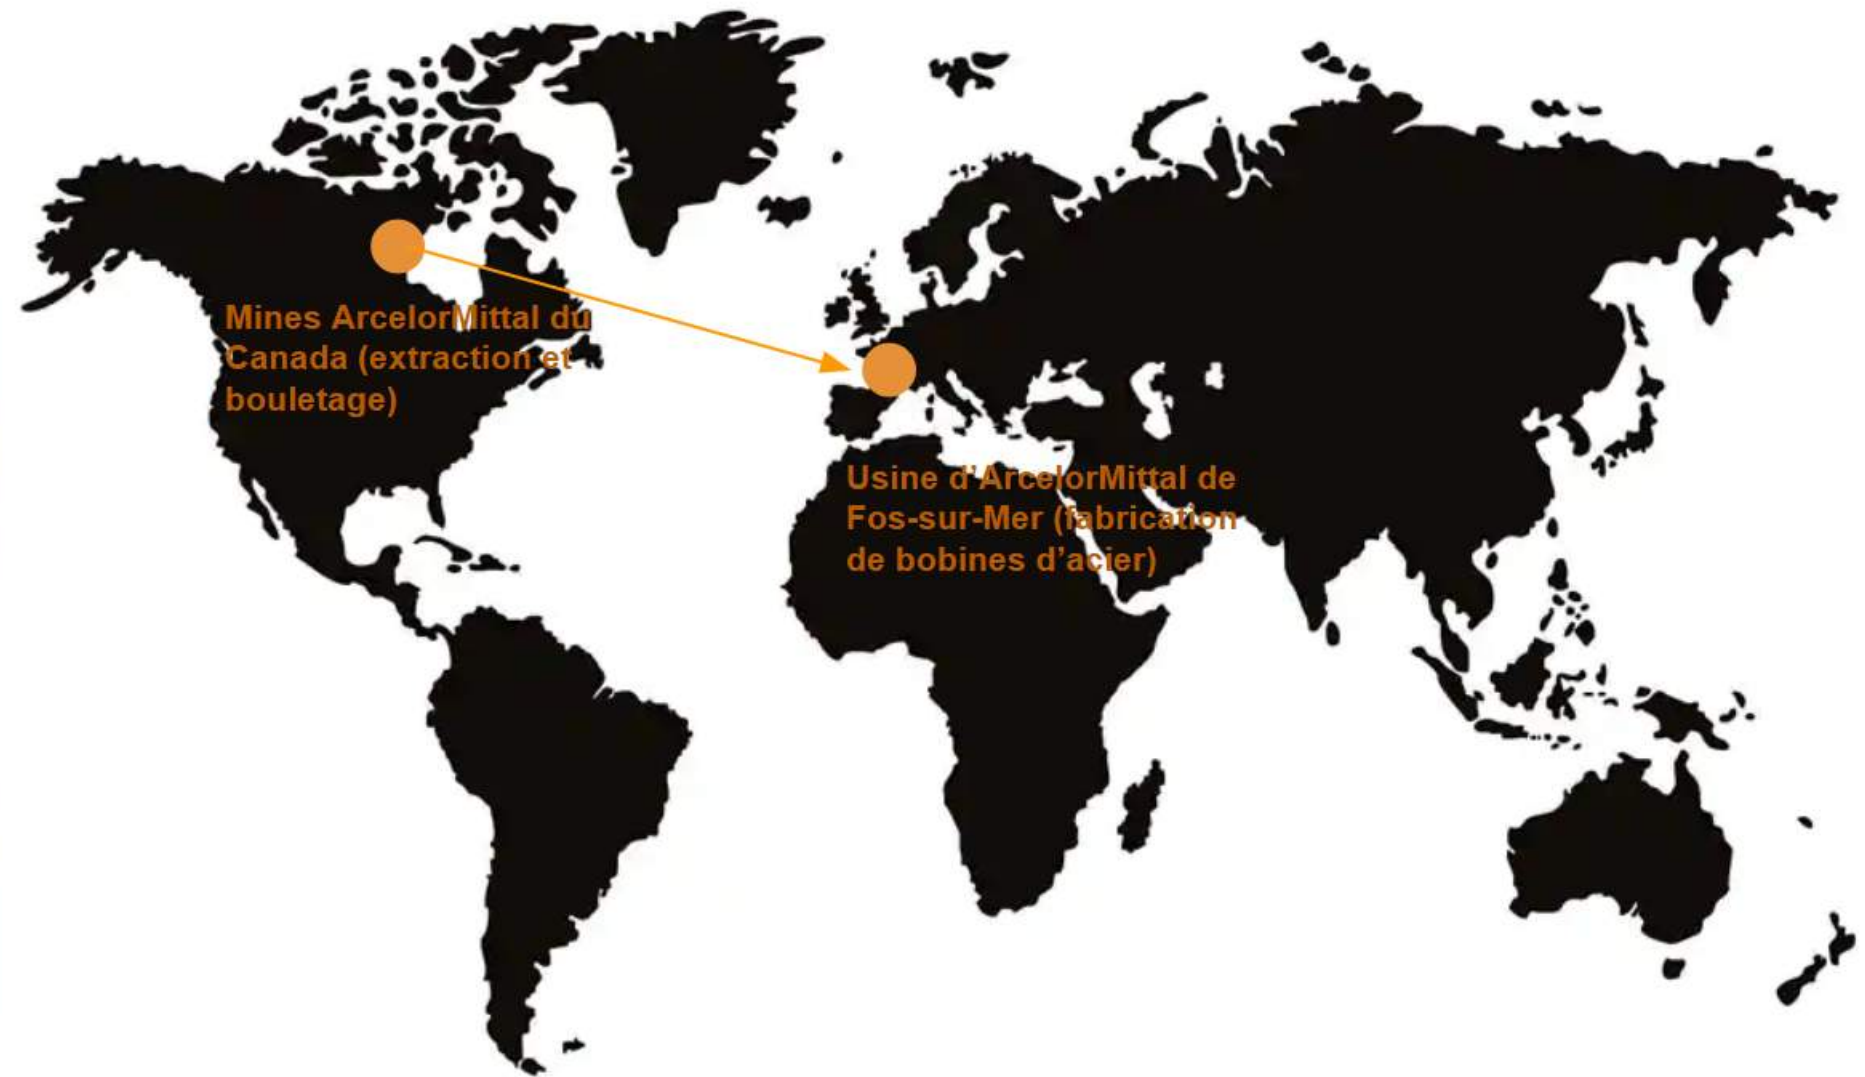 Mines ArcelorMittal du
Canada (extraction et
bouletage)
Usine d'ArcelorMittal de
Fos-sur-Mer (fabrication
de bobines d'acier)